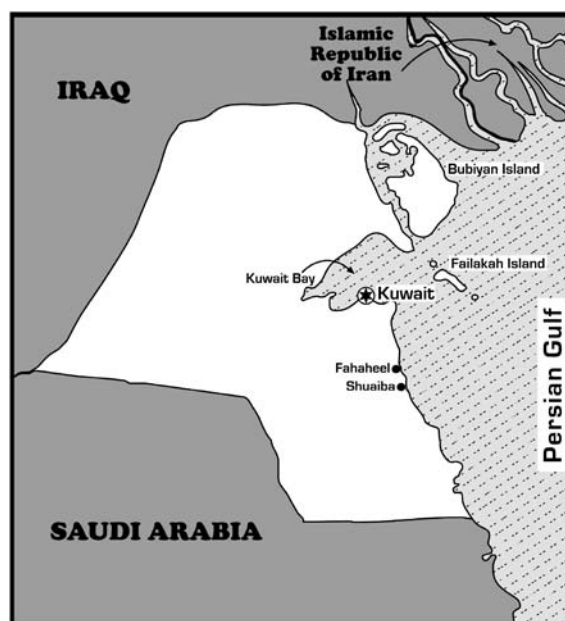 Islamic
Republic
of Iran
IRAQ
Bubiyan Island
Failakah Island
Kuwait Bay
Kuwait
Persian Gulf
Fahaheel
Shuaiba
SAUDI ARABIA